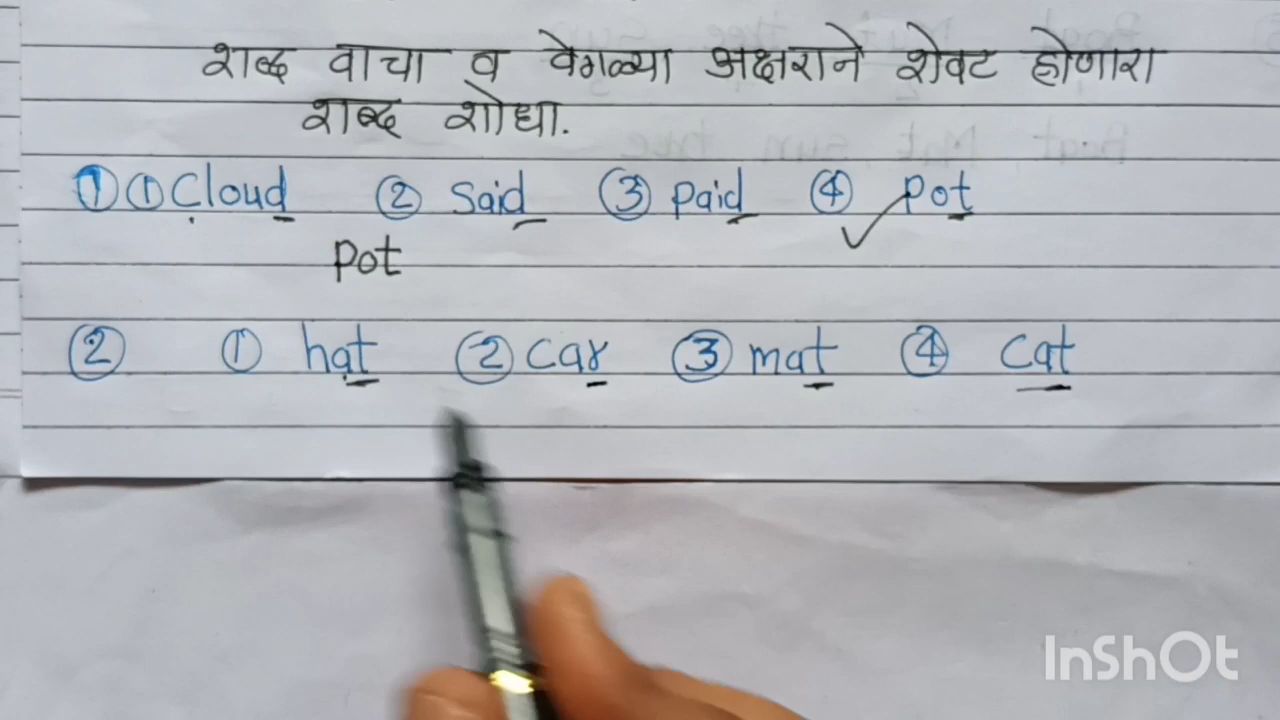 शब्द वाचा व वेगळ्या अक्षराने शेवट होणारा
शब्द शोधा.
① ① Cloud ② Said ③ paid ④ pot
pot
② ① hat ② car ③ mat ④ cat
InShOt